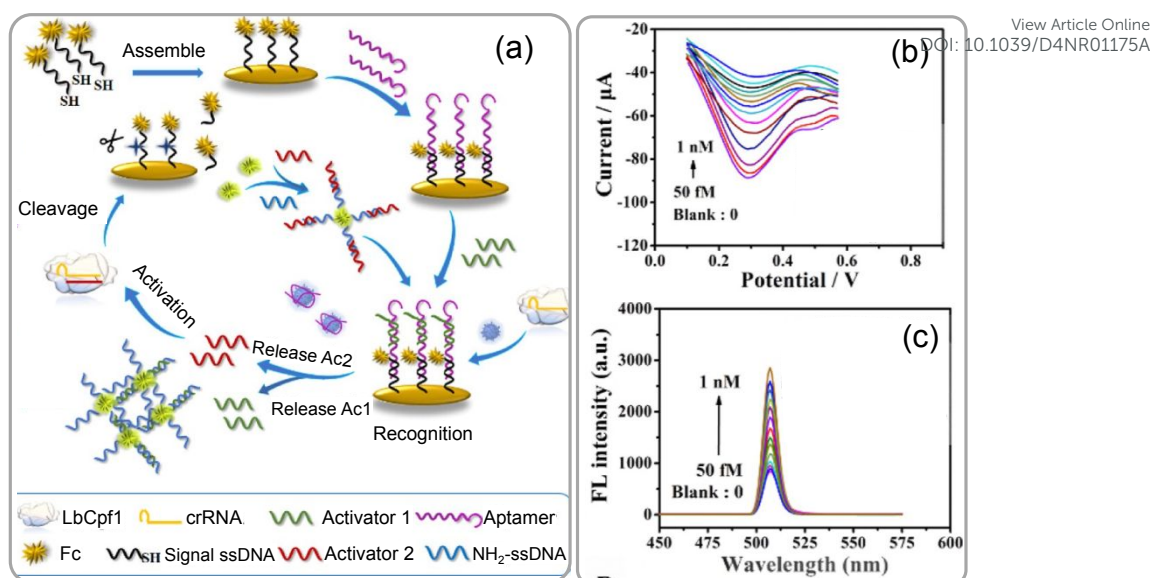 View Article Online
DOI: 10.1039/D4NR01175A
(a)
Assemble
SH
SH
SH
Cleavage
Activation
Release Ac2
Release Ac1
Recognition
LbCpf1
crRNA
Activator 1
Aptamer
Fc
SH
Signal ssDNA
Activator 2
NH2-ssDNA
(b)
Current / μA
-20
-40
-60
-80
-100
-120
1 nM
50 fM
Blank : 0
0.0 0.2 0.4 0.6 0.8
Potential / V
(c)
FL intensity (a.u.)
4000
3000
2000
1000
0
1 nM
50 fM
Blank : 0
450 475 500 525 550 575 600
Wavelength (nm)